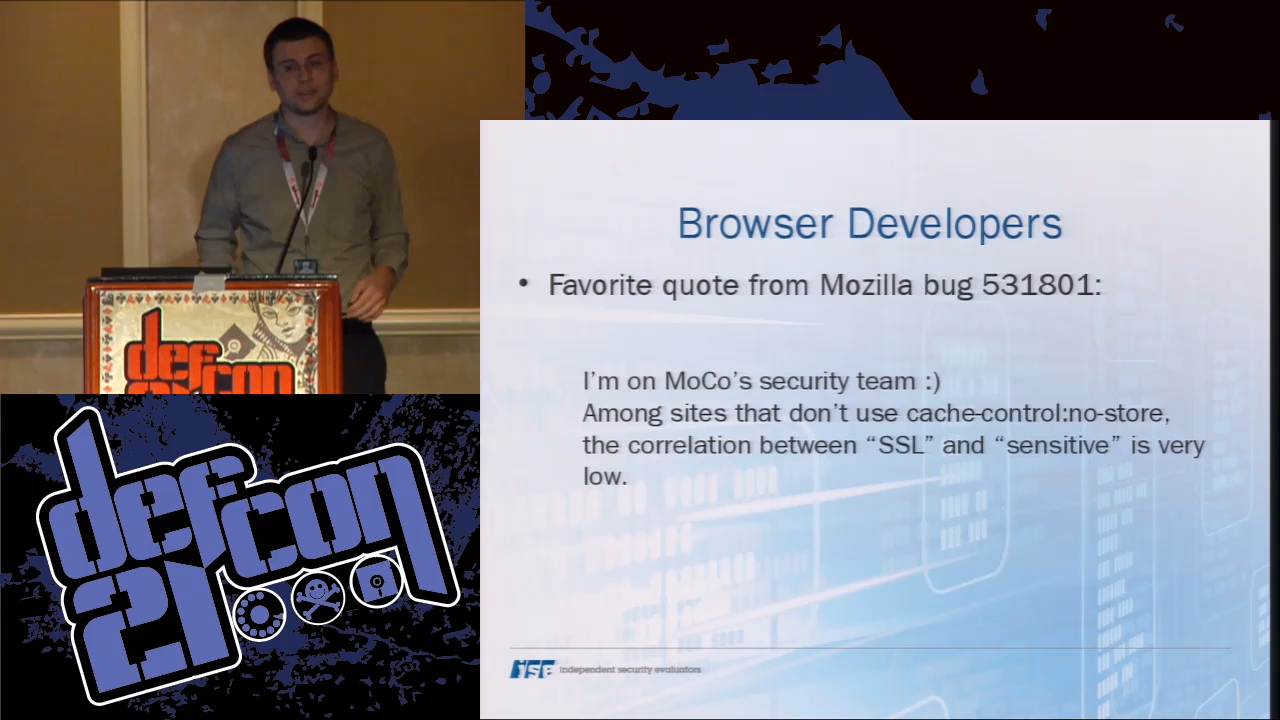 Browser Developers
• Favorite quote from Mozilla bug 531801:
I'm on MoCo's security team :)
Among sites that don't use cache-control:no-store,
the correlation between “SSL” and “sensitive” is very
low.
ise independent security evaluators
defcon
defcon
21